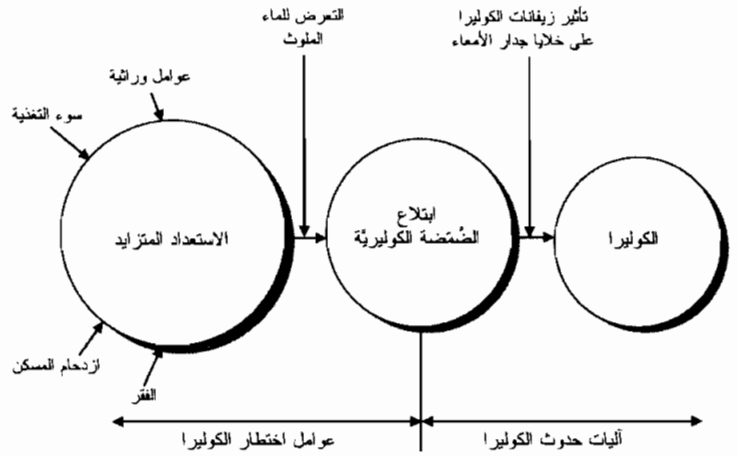 تأثير زيفانات الكوليرا
على خلايا جدار الأمعاء
التعرض للماء
الملوث
عوامل وراثية
سوء التغذية
الاستعداد المتزايد
ابتلاع
الضُمَضة الكوليريَّة
الكوليرا
ازدحام المسكن
الفقر
عوامل اختطار الكوليرا
آليات حدوث الكوليرا